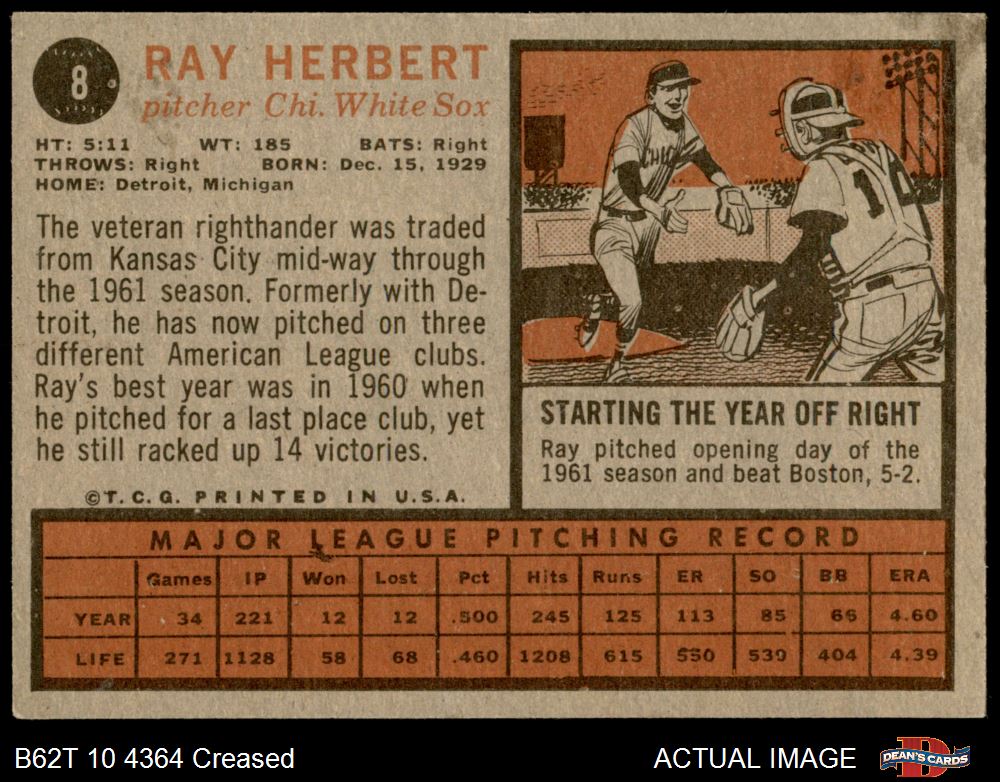 8
RAY HERBERT
pitcher Chi. White Sox
HT: 5:11 WT: 185 BATS: Right
THROWS: Right BORN: Dec. 15, 1929
HOME: Detroit, Michigan
The veteran righthander was traded
from Kansas City mid-way through
the 1961 season. Formerly with De-
troit, he has now pitched on three
different American League clubs.
Ray's best year was in 1960 when
he pitched for a last place club, yet
he still racked up 14 victories.
©T.C.G. PRINTED IN U.S.A.
CHIC
14
STARTING THE YEAR OFF RIGHT
Ray pitched opening day of the
1961 season and beat Boston, 5-2.
MAJOR LEAGUE PITCHING RECORD
Games IP Won Lost Pct Hits Runs ER SO BB ERA
YEAR 34 221 12 12 .500 245 125 113 85 66 4.60
LIFE 271 1128 58 68 .460 1208 615 550 539 404 4.39
B62T 10 4364 Creased
ACTUAL IMAGE
DEAN'S CARDS